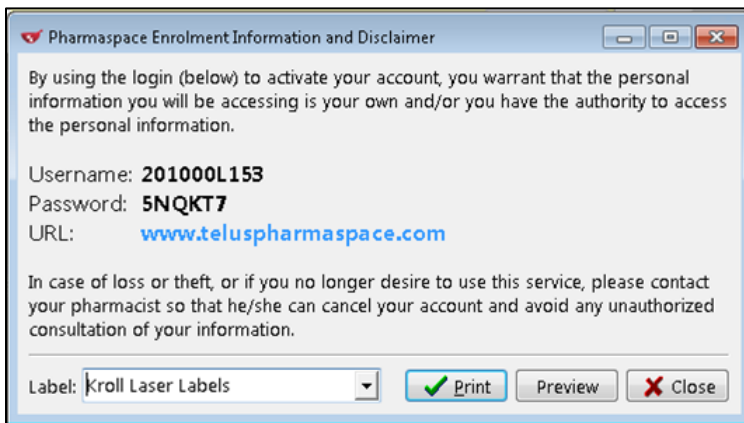 Pharmaspace Enrolment Information and Disclaimer
By using the login (below) to activate your account, you warrant that the personal
information you will be accessing is your own and/or you have the authority to access
the personal information.
Username: 201000L153
Password: 5NQKT7
URL: www.teluspharmaspace.com
In case of loss or theft, or if you no longer desire to use this service, please contact
your pharmacist so that he/she can cancel your account and avoid any unauthorized
consultation of your information.
Label: Kroll Laser Labels Print Preview Close